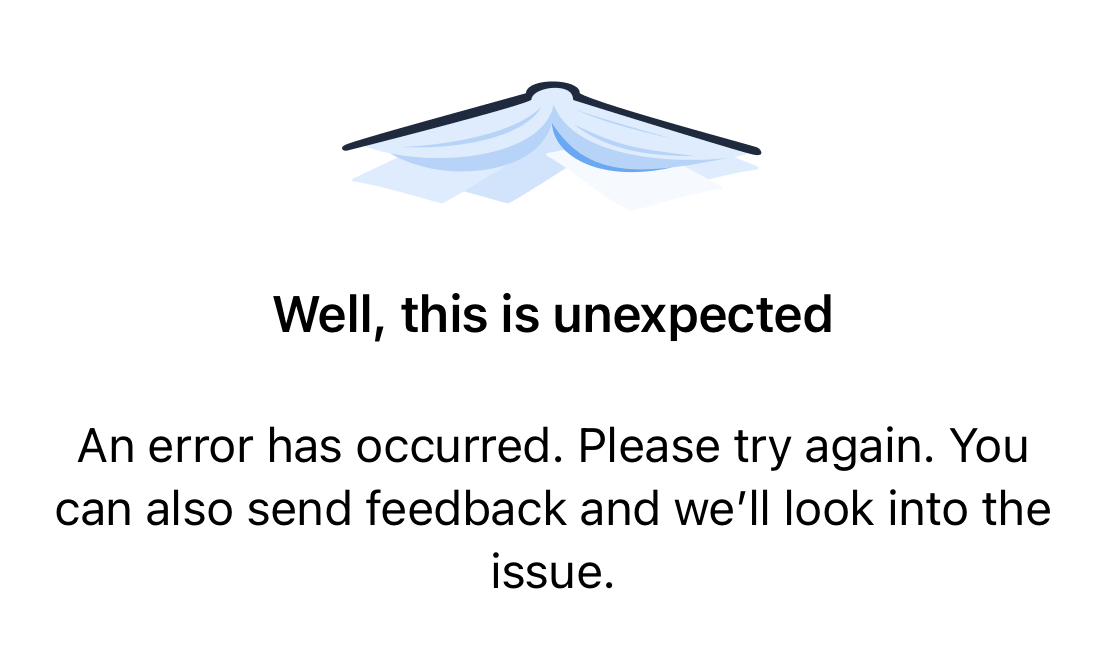 Well, this is unexpected
An error has occurred. Please try again. You
can also send feedback and we’ll look into the
issue.